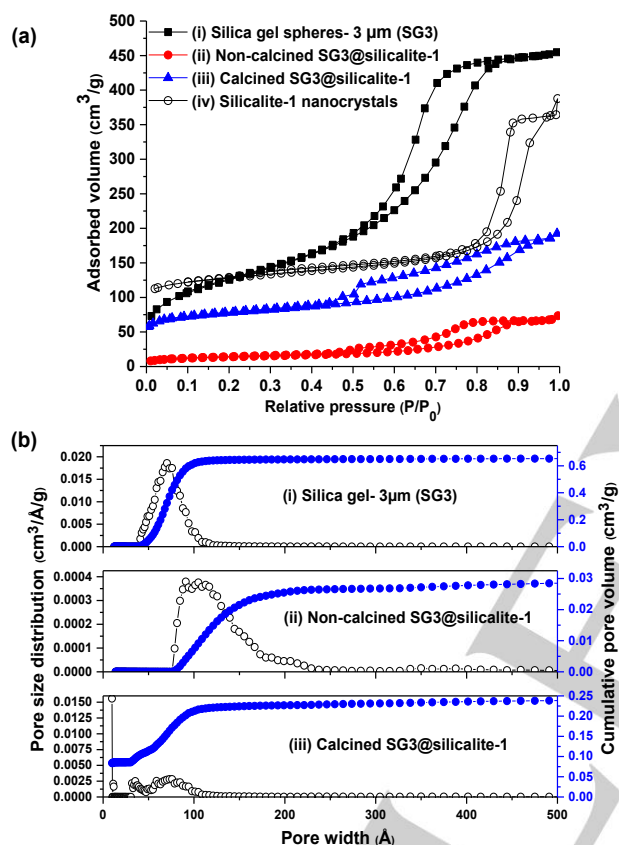 (a)
(i) Silica gel spheres- 3 µm (SG3)
(ii) Non-calcined SG3@silicalite-1
(iii) Calcined SG3@silicalite-1
(iv) Silicalite-1 nanocrystals
Adsorbed volume (cm³/g)
500
450
400
350
300
250
200
150
100
50
0
0.0 0.1 0.2 0.3 0.4 0.5 0.6 0.7 0.8 0.9 1.0
Relative pressure (P/P₀)
(b)
Pore size distribution (cm³/Å/g)
Cumulative pore volume (cm³/g)
0.020
0.015
0.010
0.005
0.000
(i) Silica gel- 3µm (SG3)
0.6
0.4
0.2
0.0
0.0004
0.0003
0.0002
0.0001
0.0000
(ii) Non-calcined SG3@silicalite-1
0.03
0.02
0.01
0.00
0.0150
0.0125
0.0100
0.0075
0.0050
0.0025
0.0000
(iii) Calcined SG3@silicalite-1
0.25
0.20
0.15
0.10
0.05
0.00
0 50 100 150 200 250 300 350 400 450 500
Pore width (Å)